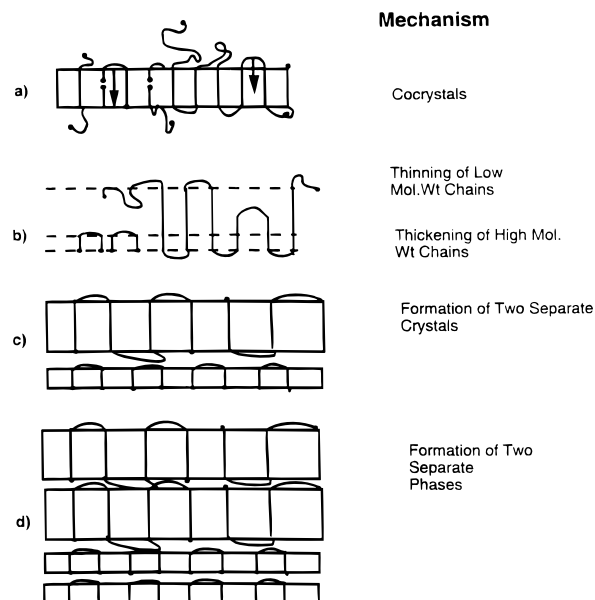 Mechanism
a)
Cocrystals
Thinning of Low
Mol.Wt Chains
b)
Thickening of High Mol.
Wt Chains
Formation of Two Separate
Crystals
c)
Formation of Two
Separate
Phases
d)